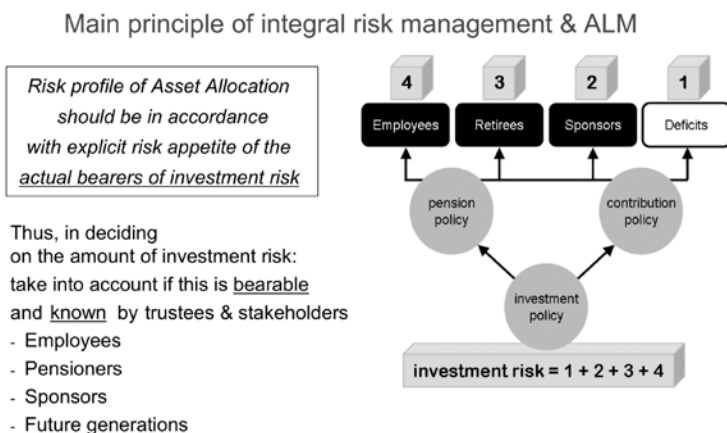 Main principle of integral risk management & ALM
Risk profile of Asset Allocation
should be in accordance
with explicit risk appetite of the
actual bearers of investment risk
Thus, in deciding
on the amount of investment risk:
take into account if this is bearable
and known by trustees & stakeholders
- Employees
- Pensioners
- Sponsors
- Future generations
4 3 2 1
Employees Retirees Sponsors Deficits
pension
policy
contribution
policy
investment
policy
investment risk = 1 + 2 + 3 + 4